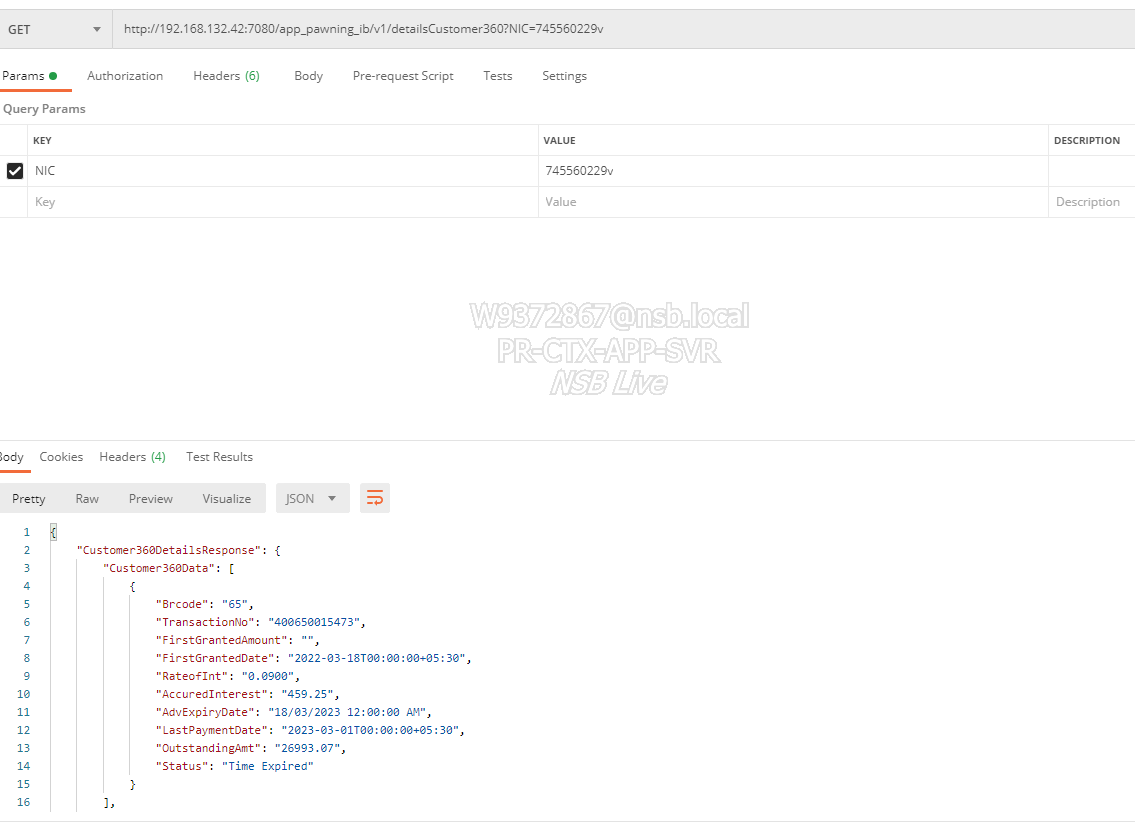 GET http://192.168.132.42:7080/app_pawning_ib/v1/detailsCustomer360?NIC=745560229v
Params Authorization Headers (6) Body Pre-request Script Tests Settings
Query Params
KEY VALUE DESCRIPTION
NIC 745560229v
Key Value Description
W9372867@nsb.local
PR-CTX-APP-SVR
NSB Live
Body Cookies Headers (4) Test Results
Pretty Raw Preview Visualize JSON
1 {
2 "Customer360DetailsResponse": {
3 "Customer360Data": [
4 {
5 "Brcode": "65",
6 "TransactionNo": "400650015473",
7 "FirstGrantedAmount": "",
8 "FirstGrantedDate": "2022-03-18T00:00:00+05:30",
9 "RateofInt": "0.0900",
10 "AccuredInterest": "459.25",
11 "AdvExpiryDate": "18/03/2023 12:00:00 AM",
12 "LastPaymentDate": "2023-03-01T00:00:00+05:30",
13 "OutstandingAmt": "26993.07",
14 "Status": "Time Expired"
15 }
16 ],